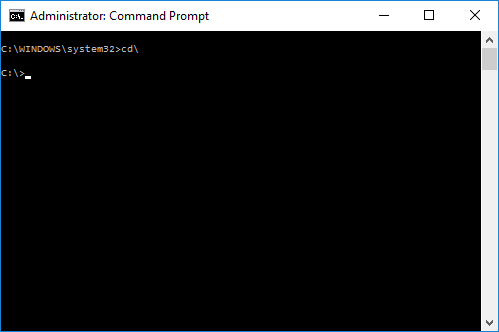 Administrator: Command Prompt
C:\WINDOWS\system32>cd\
C:\>